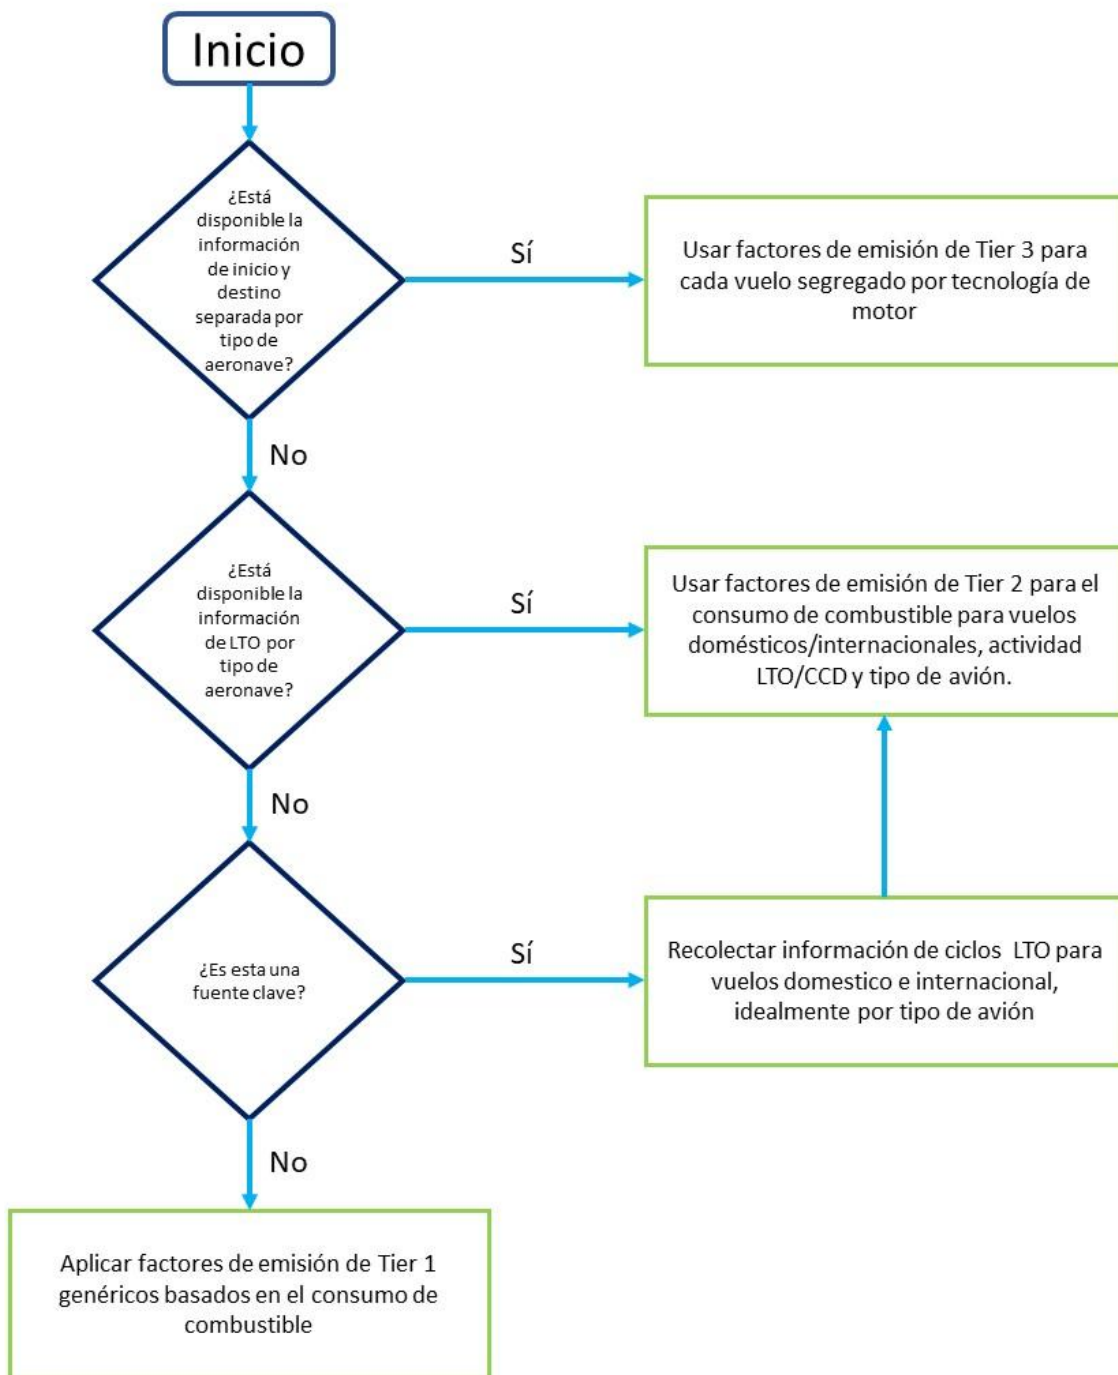 Inicio
¿Está
disponible la
información
de inicio y
destino
separada por
tipo de
aeronave?
Sí
Usar factores de emisión de Tier 3 para
cada vuelo segregado por tecnología de
motor
No
¿Está
disponible la
información
de LTO por
tipo de
aeronave?
Sí
Usar factores de emisión de Tier 2 para el
consumo de combustible para vuelos
domésticos/internacionales, actividad
LTO/CCD y tipo de avión.
No
¿Es esta una
fuente clave?
Sí
Recolectar información de ciclos LTO para
vuelos domestico e internacional,
idealmente por tipo de avión
No
Aplicar factores de emisión de Tier 1
genéricos basados en el consumo de
combustible